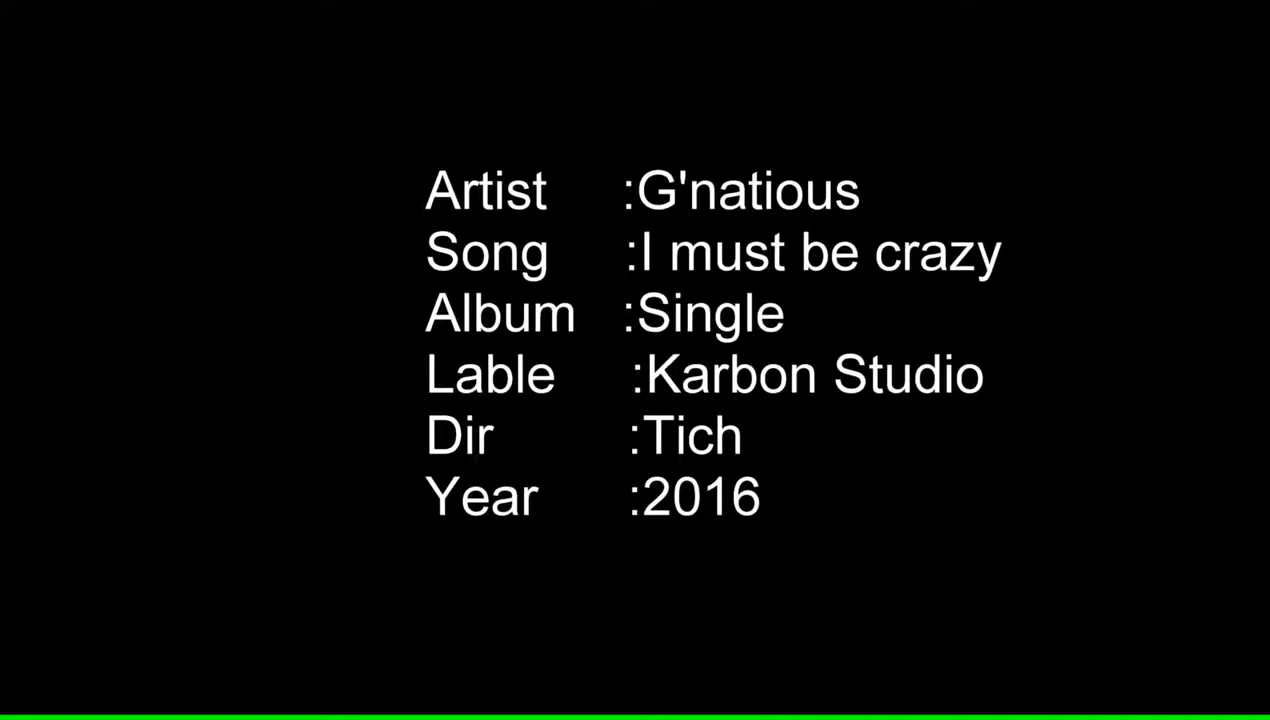 Artist :G'natious
Song :I must be crazy
Album :Single
Lable :Karbon Studio
Dir :Tich
Year :2016